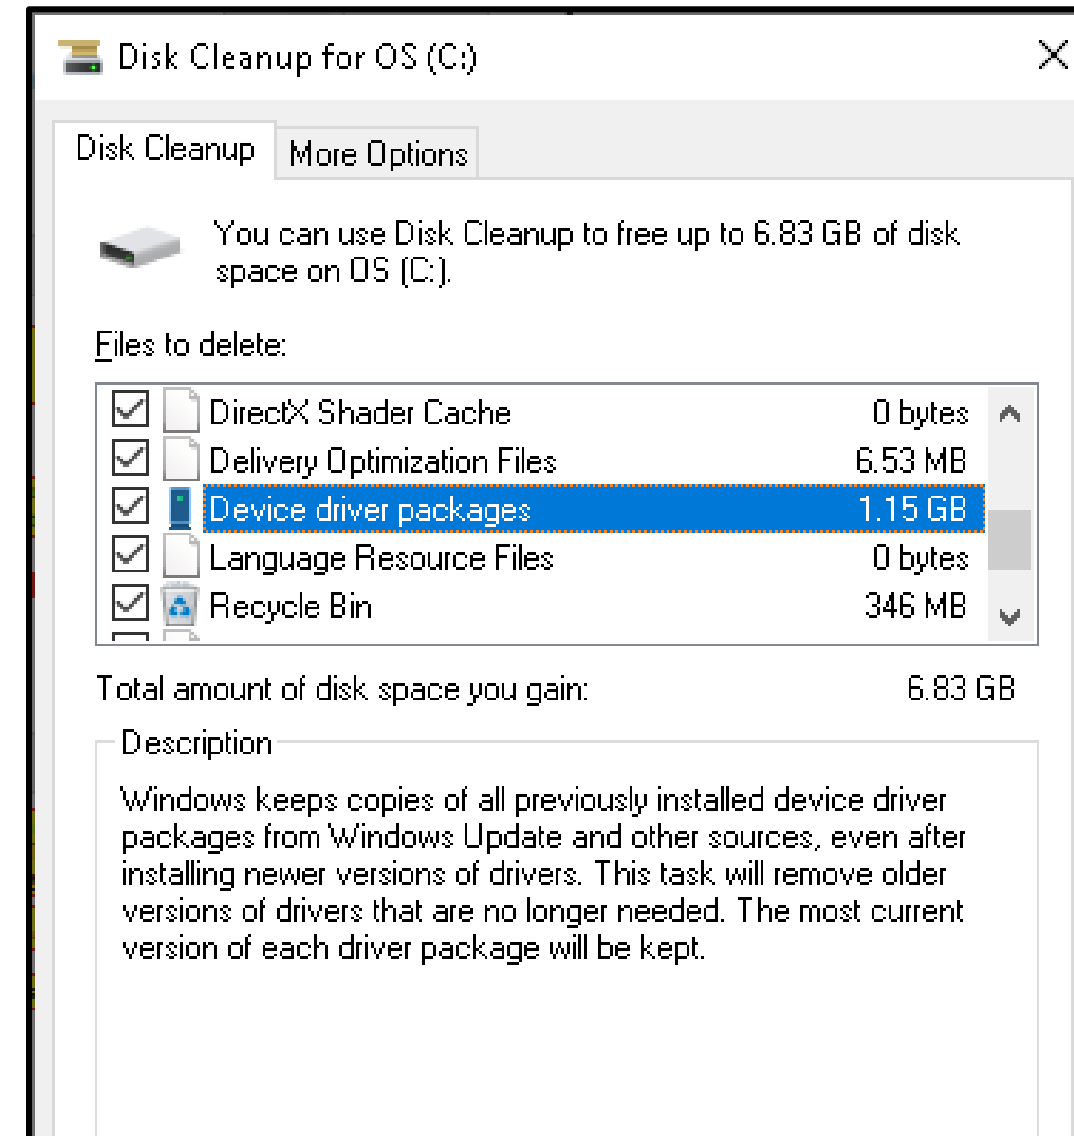 Disk Cleanup for OS (C:)
Disk Cleanup
More Options
You can use Disk Cleanup to free up to 6.83 GB of disk
space on OS (C:).
Files to delete:
DirectX Shader Cache 0 bytes
Delivery Optimization Files 6.53 MB
Device driver packages 1.15 GB
Language Resource Files 0 bytes
Recycle Bin 346 MB
Total amount of disk space you gain: 6.83 GB
Description
Windows keeps copies of all previously installed device driver
packages from Windows Update and other sources, even after
installing newer versions of drivers. This task will remove older
versions of drivers that are no longer needed. The most current
version of each driver package will be kept.